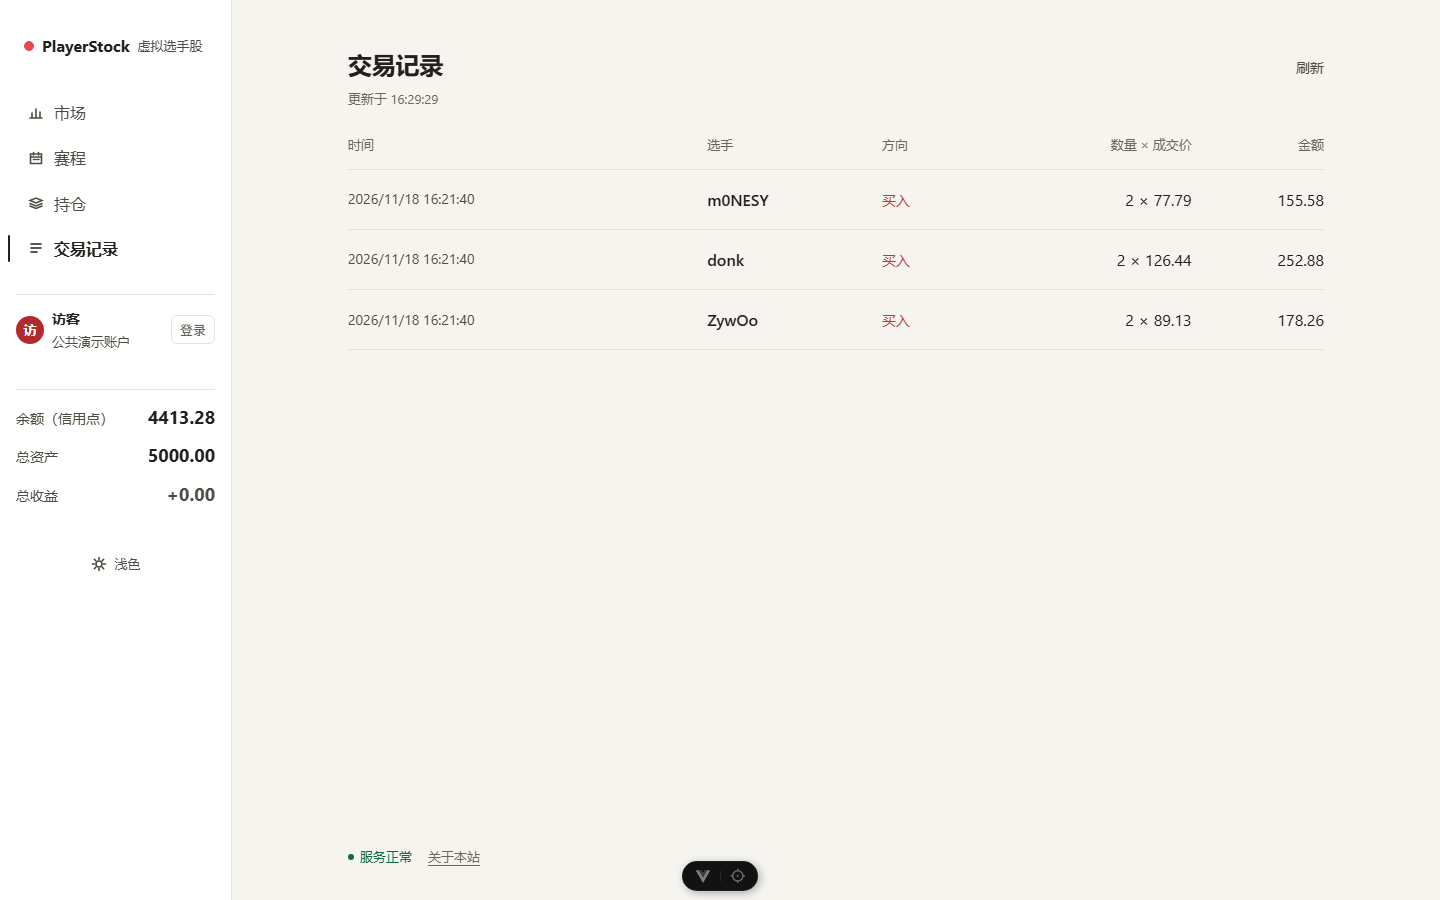 PlayerStock 虚拟选手股
市场
赛程
持仓
交易记录
访
访客
公共演示账户
登录
余额（信用点） 4413.28
总资产 5000.00
总收益 +0.00
浅色
交易记录
刷新
更新于 16:29:29
时间 选手 方向 数量 × 成交价 金额
2026/11/18 16:21:40 m0NESY 买入 2 × 77.79 155.58
2026/11/18 16:21:40 donk 买入 2 × 126.44 252.88
2026/11/18 16:21:40 ZywOo 买入 2 × 89.13 178.26
服务正常 关于本站